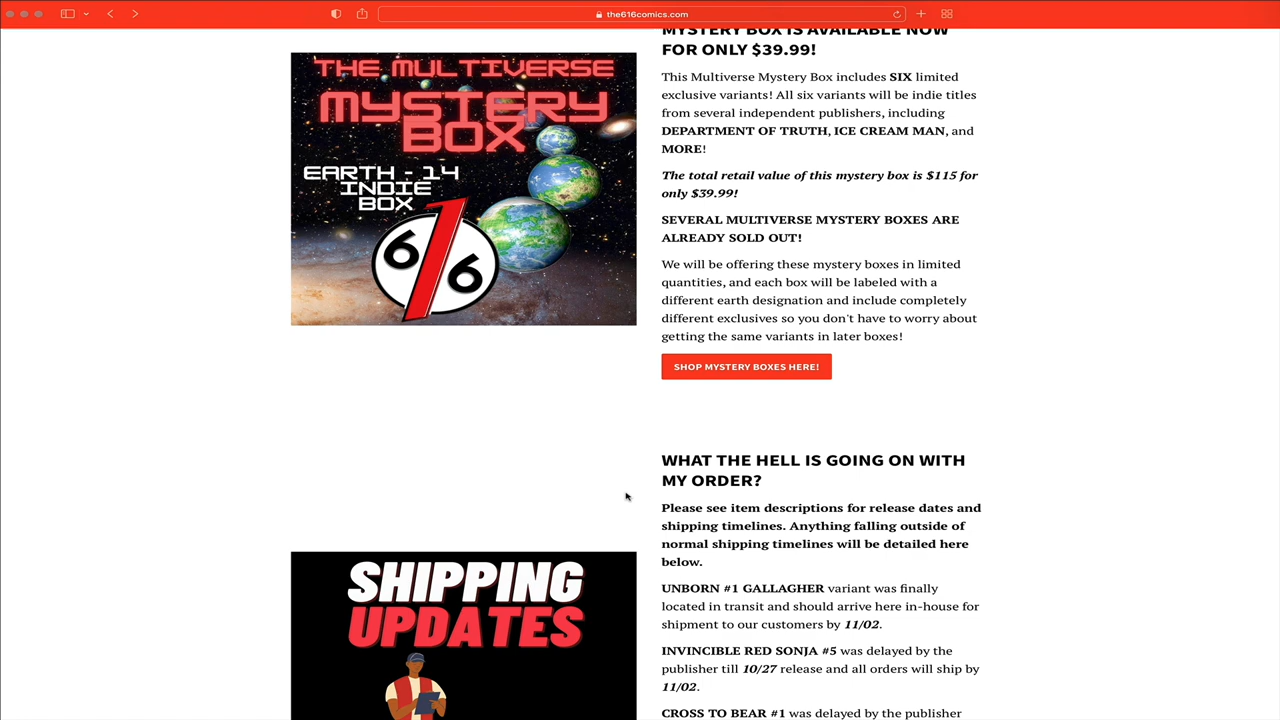 the616comics.com
THE MULTIVERSE
MYSTERY
BOX
EARTH - 14
INDIE
BOX
616
MYSTERY BOX IS AVAILABLE NOW
FOR ONLY $39.99!
This Multiverse Mystery Box includes SIX limited
exclusive variants! All six variants will be indie titles
from several independent publishers, including
DEPARTMENT OF TRUTH, ICE CREAM MAN, and
MORE!
The total retail value of this mystery box is $115 for
only $39.99!
SEVERAL MULTIVERSE MYSTERY BOXES ARE
ALREADY SOLD OUT!
We will be offering these mystery boxes in limited
quantities, and each box will be labeled with a
different earth designation and include completely
different exclusives so you don't have to worry about
getting the same variants in later boxes!
SHOP MYSTERY BOXES HERE!
SHIPPING
UPDATES
WHAT THE HELL IS GOING ON WITH
MY ORDER?
Please see item descriptions for release dates and
shipping timelines. Anything falling outside of
normal shipping timelines will be detailed here
below.
UNBORN #1 GALLAGHER variant was finally
located in transit and should arrive here in-house for
shipment to our customers by 11/02.
INVINCIBLE RED SONJA #5 was delayed by the
publisher till 10/27 release and all orders will ship by
11/02.
CROSS TO BEAR #1 was delayed by the publisher